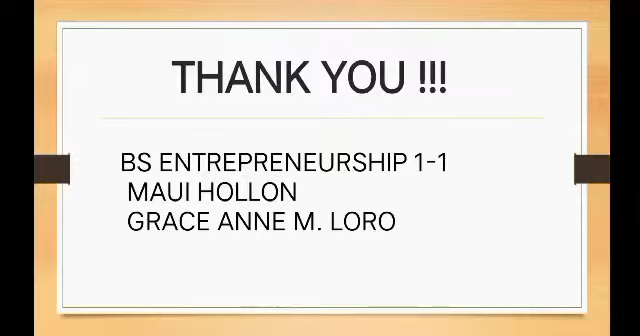 THANK YOU !!!
BS ENTREPRENEURSHIP 1-1
MAUI HOLLON
GRACE ANNE M. LORO